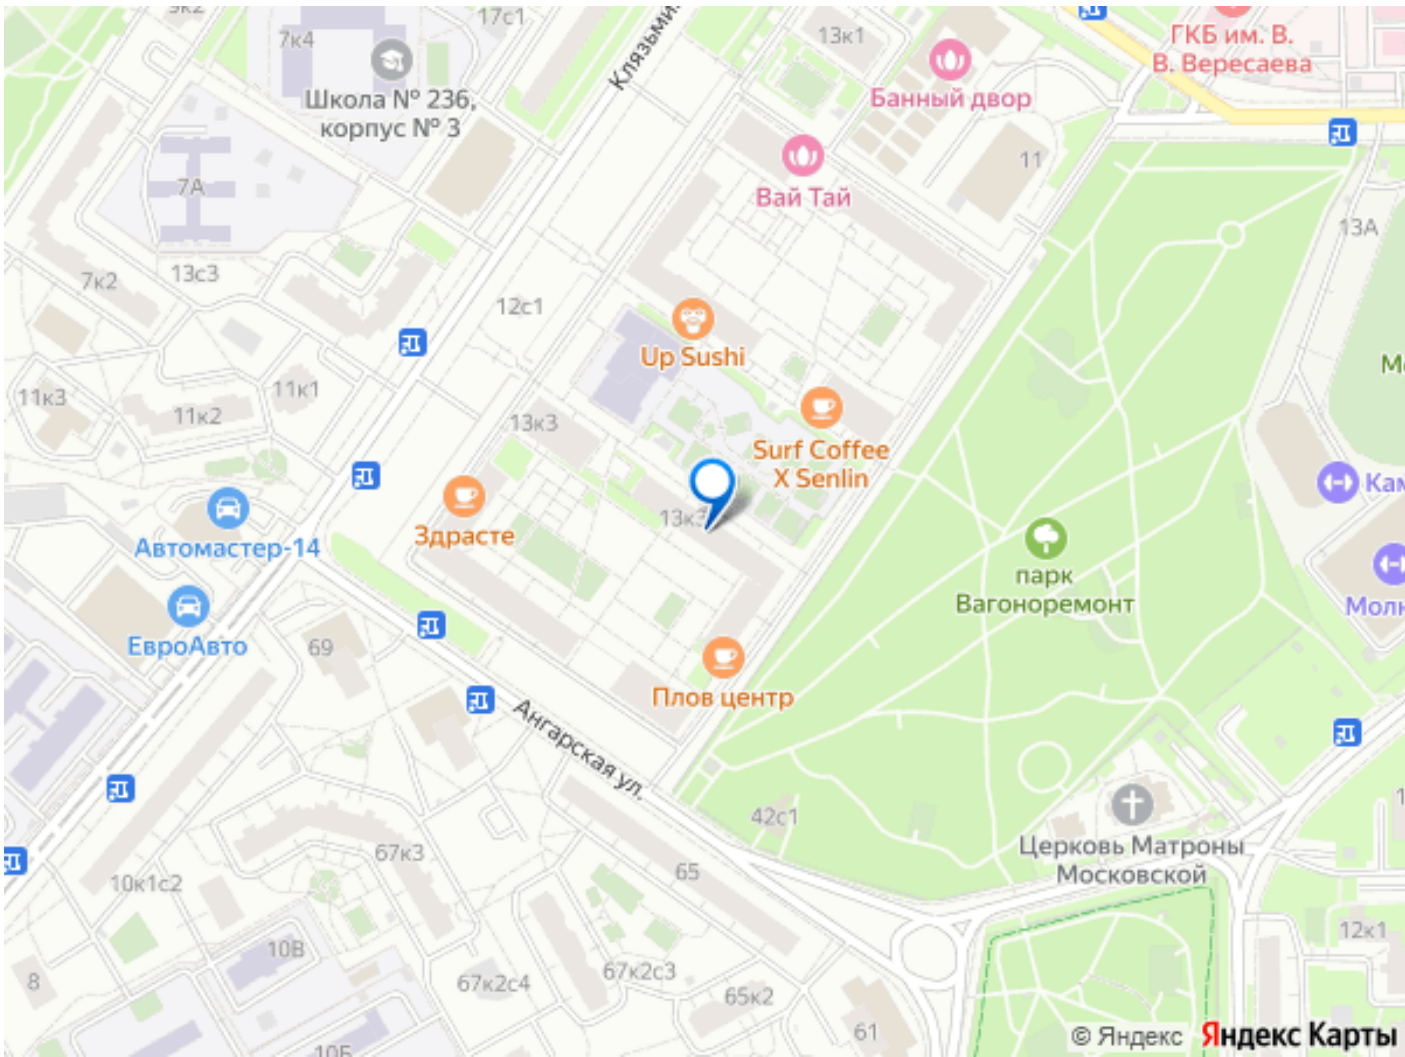 9к2
17с1
7к4
13к1
ГКБ им. В.
В. Вересаева
Школа № 236,
корпус № 3
Банный двор
11
7А
Вай Тай
13А
7к2
13с3
12с1
Up Sushi
11к1
11к3
11к2
13к3
Surf Coffee
X Senlin
Здрасте
13к3
Автомастер-14
парк
Вагоноремонт
ЕвроАвто
69
Плов центр
Ангарская ул.
42с1
Церковь Матроны
Московской
67к3
65
10к1с2
12к1
10В
8
67к2с4
67к2с3
65к2
61
10Б
© Яндекс
Яндекс Карты